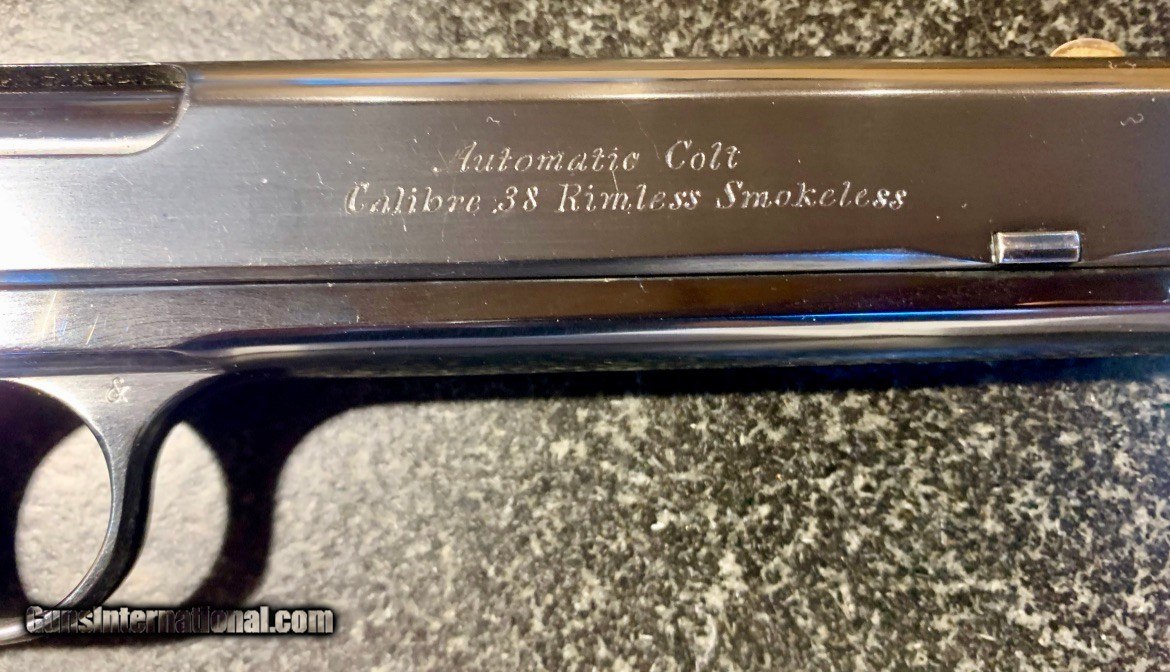 Automatic Colt
Calibre 38 Rimless Smokeless
&
GunsInternational.com